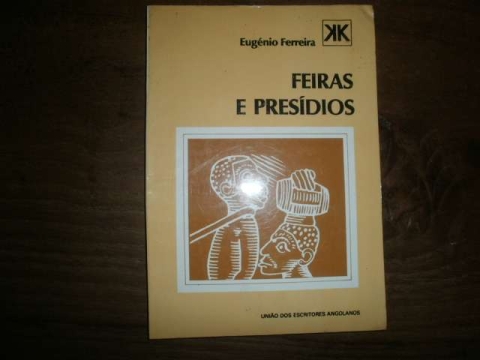 Eugénio Ferreira
KK
FEIRAS
E PRESÍDIOS
UNIÃO DOS ESCRITORES ANGOLANOS